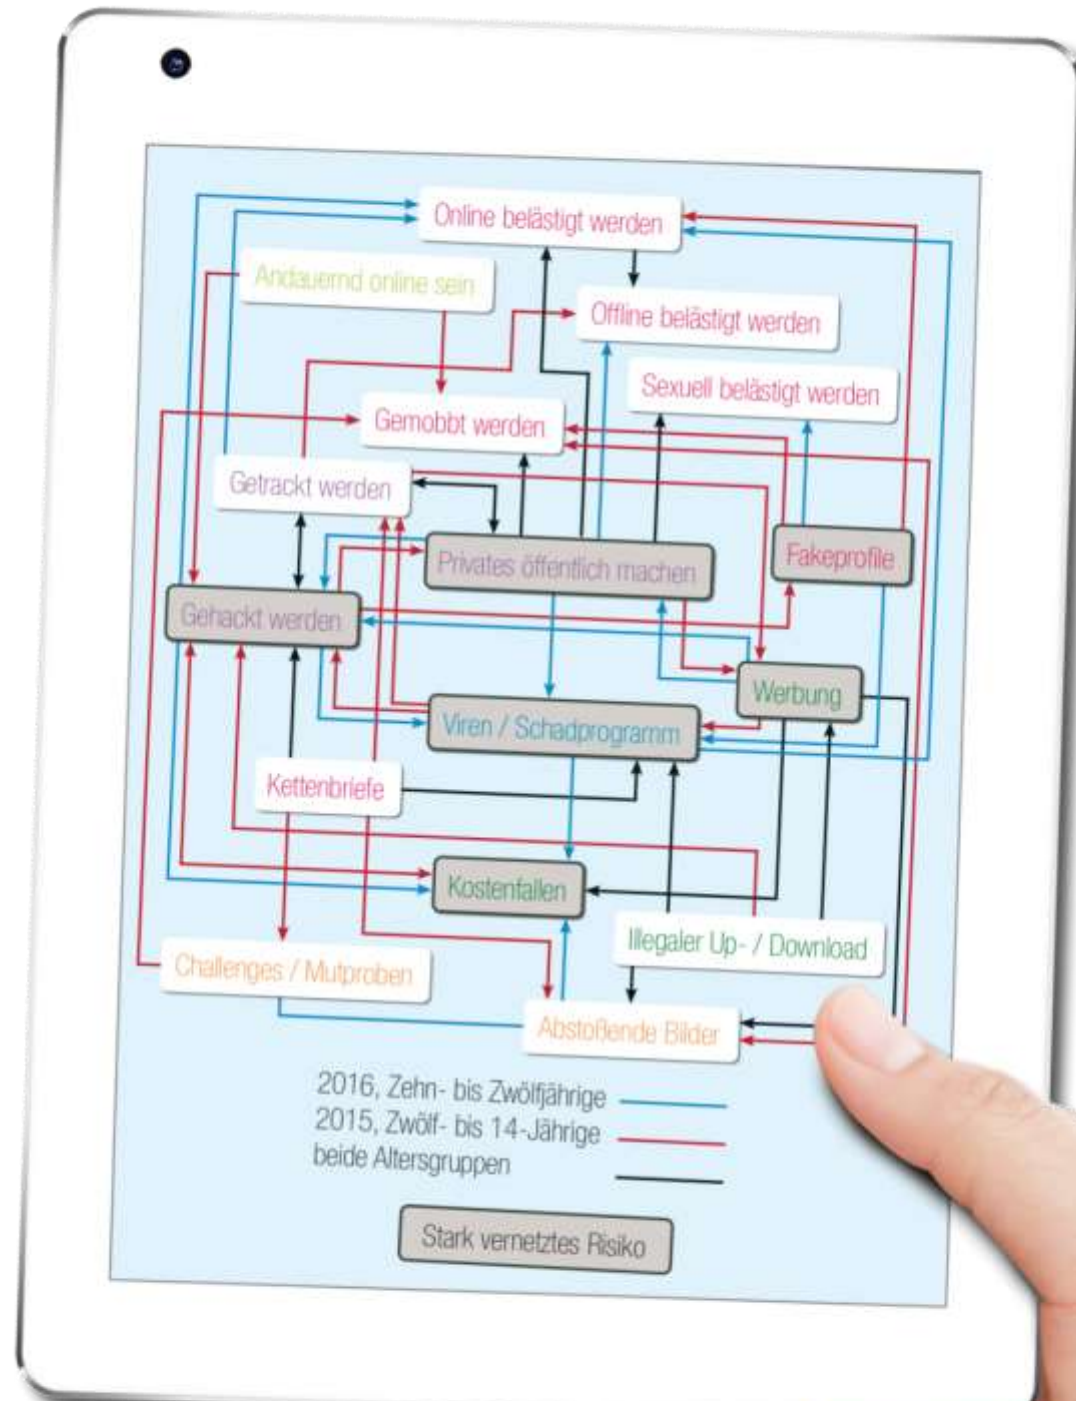 Online belästigt werden
Andauernd online sein
Offline belästigt werden
Sexuell belästigt werden
Gemobbt werden
Getrackt werden
Privates öffentlich machen
Fakeprofile
Gehackt werden
Werbung
Viren / Schadprogramm
Kettenbriefe
Kostenfallen
Illegaler Up- / Download
Challenges / Mutproben
Abstoßende Bilder
2016, Zehn- bis Zwölfjährige
2015, Zwölf- bis 14-Jährige
beide Altersgruppen
Stark vernetztes Risiko